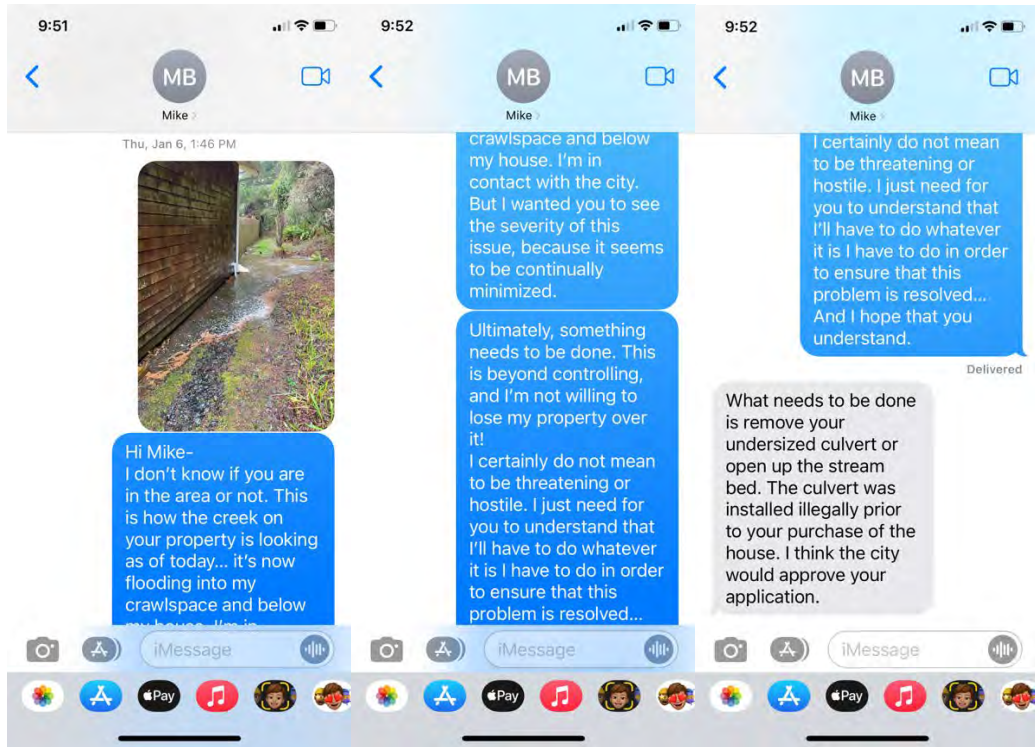 9:51
MB
Mike
Thu, Jan 6, 1:46 PM
Hi Mike-
I don't know if you are
in the area or not. This
is how the creek on
your property is looking
as of today... it's now
flooding into my
crawlspace and below
my house. I'm in
iMessage
Pay
9:52
MB
Mike
crawlspace and below
my house. I'm in
contact with the city.
But I wanted you to see
the severity of this
issue, because it seems
to be continually
minimized.
Ultimately, something
needs to be done. This
is beyond controlling,
and I'm not willing to
lose my property over
it!
I certainly do not mean
to be threatening or
hostile. I just need for
you to understand that
I'll have to do whatever
it is I have to do in order
to ensure that this
problem is resolved...
iMessage
Pay
9:52
MB
Mike
I certainly do not mean
to be threatening or
hostile. I just need for
you to understand that
I'll have to do whatever
it is I have to do in order
to ensure that this
problem is resolved...
And I hope that you
understand.
Delivered
What needs to be done
is remove your
undersized culvert or
open up the stream
bed. The culvert was
installed illegally prior
to your purchase of the
house. I think the city
would approve your
application.
iMessage
Pay